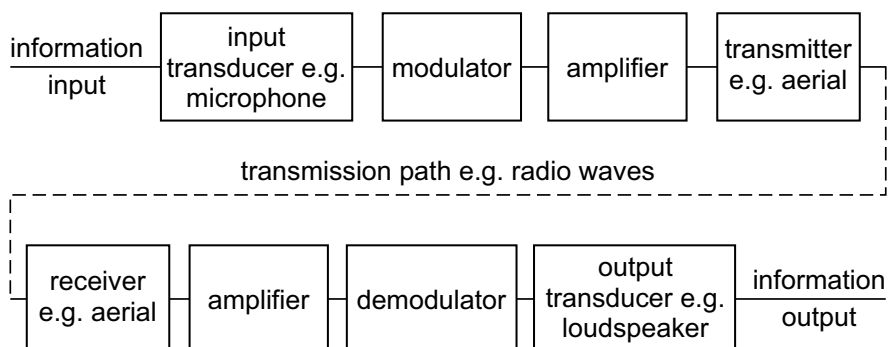 information
input
input
transducer e.g.
microphone
modulator
amplifier
transmitter
e.g. aerial
transmission path e.g. radio waves
receiver
e.g. aerial
amplifier
demodulator
output
transducer e.g.
loudspeaker
information
output